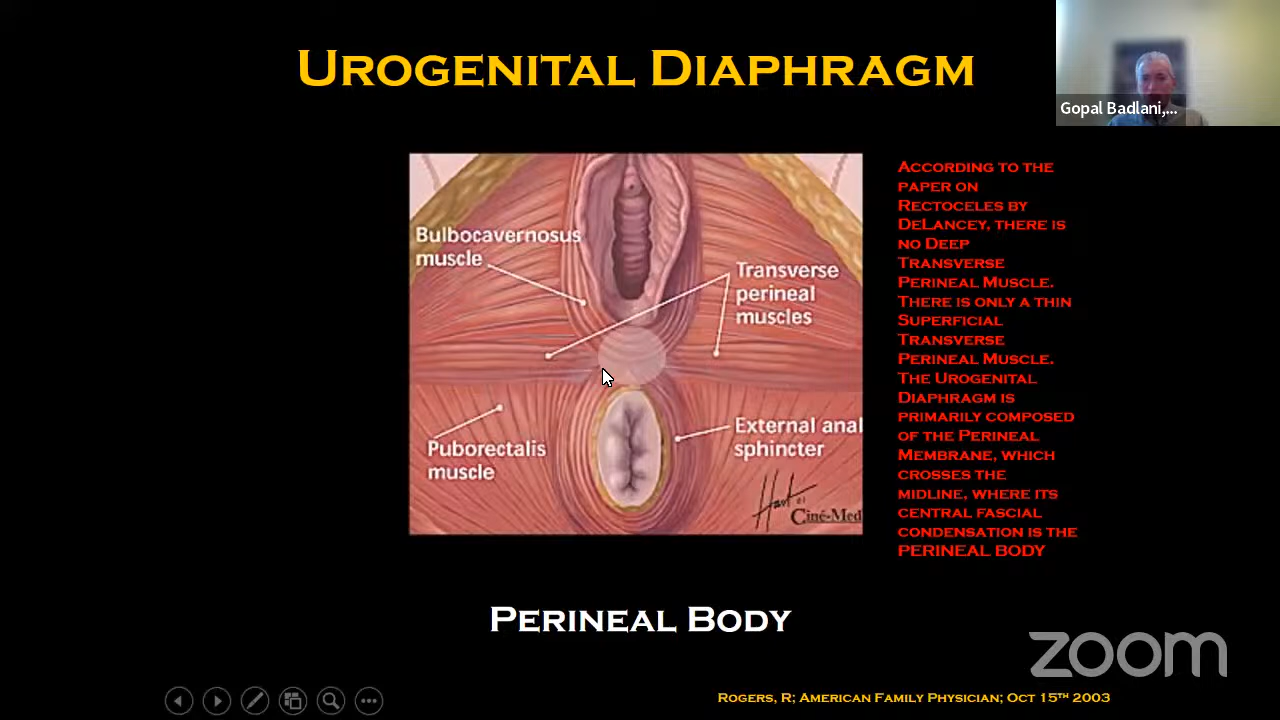 Urogenital Diaphragm
Gopal Badlani,...
Bulbocavernosus
muscle
Transverse
perineal
muscles
Puborectalis
muscle
External anal
sphincter
Hart 01
Ciné-Med
According to the
paper on
Rectoceles by
DeLancey, there is
no Deep
Transverse
Perineal Muscle.
There is only a thin
Superficial
Transverse
Perineal Muscle.
The Urogenital
Diaphragm is
primarily composed
of the Perineal
Membrane, which
crosses the
midline, where its
central fascial
condensation is the
PERINEAL BODY
Perineal Body
zoom
Rogers, R; American Family Physician; Oct 15th 2003